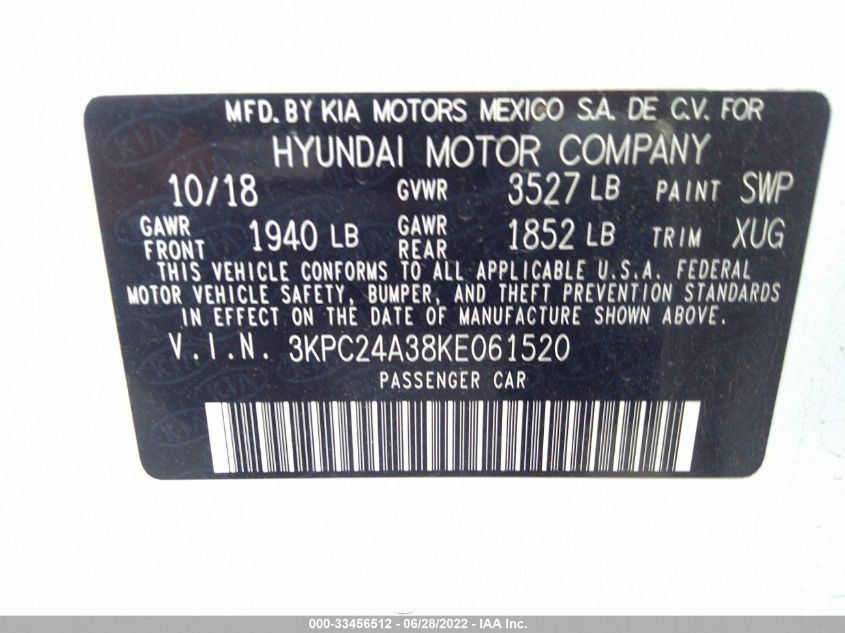 MFD. BY KIA MOTORS MEXICO S.A. DE C.V. FOR
HYUNDAI MOTOR COMPANY
10/18 GVWR 3527 LB PAINT SWP
GAWR FRONT 1940 LB GAWR REAR 1852 LB TRIM XUG
THIS VEHICLE CONFORMS TO ALL APPLICABLE U.S.A. FEDERAL
MOTOR VEHICLE SAFETY, BUMPER, AND THEFT PREVENTION STANDARDS
IN EFFECT ON THE DATE OF MANUFACTURE SHOWN ABOVE.
V.I.N. 3KPC24A38KE061520
PASSENGER CAR
000-33456512 - 06/28/2022 - IAA Inc.